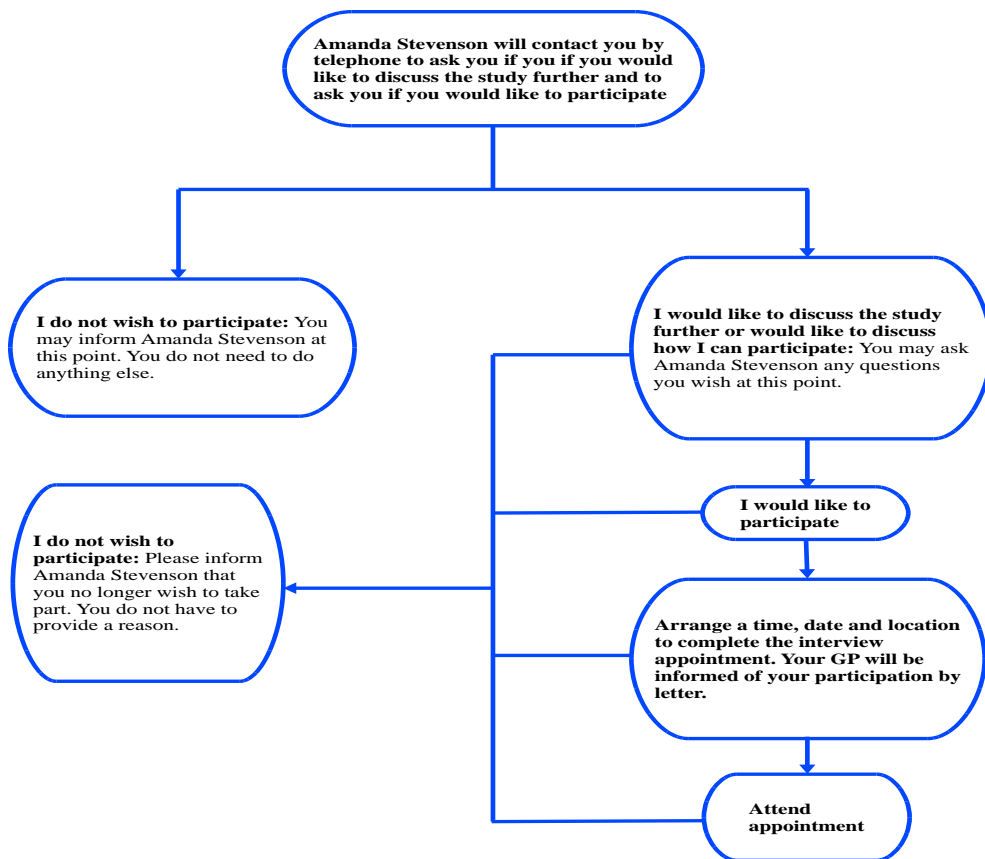 Amanda Stevenson will contact you by
telephone to ask you if you if you would
like to discuss the study further and to
ask you if you would like to participate
I do not wish to participate: You
may inform Amanda Stevenson at
this point. You do not need to do
anything else.
I would like to discuss the study
further or would like to discuss
how I can participate: You may ask
Amanda Stevenson any questions
you wish at this point.
I would like to
participate
I do not wish to
participate: Please inform
Amanda Stevenson that
you no longer wish to take
part. You do not have to
provide a reason.
Arrange a time, date and location
to complete the interview
appointment. Your GP will be
informed of your participation by
letter.
Attend
appointment